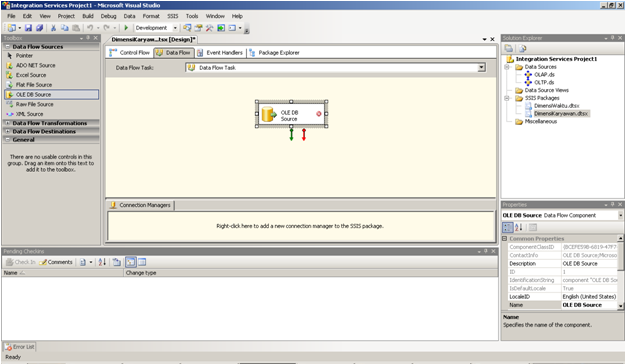 Integration Services Project1 - Microsoft Visual Studio
File Edit View Project Build Debug Data Format SSIS Tools Window Help
Development
Toolbox
Data Flow Sources
Pointer
ADO NET Source
Excel Source
Flat File Source
OLE DB Source
Raw File Source
XML Source
Data Flow Transformations
Data Flow Destinations
General
There are no usable controls in this
group. Drag an item onto this text to
add it to the toolbox.
DimensiKaryaw...tsx [Design]*
Control Flow Data Flow Event Handlers Package Explorer
Data Flow Task: Data Flow Task
OLE DB
Source
Connection Managers
Right-click here to add a new connection manager to the SSIS package.
Solution Explorer
Integration Services Project1
Data Sources
OLAP.ds
OLTP.ds
Data Source Views
SSIS Packages
DimensiWaktu.dtsx
DimensiKaryawan.dtsx
Miscellaneous
Properties
OLE DB Source Data Flow Component
Common Properties
ComponentClassID
ContactInfo OLE DB Source;Microso
Description OLE DB Source
ID 1
IdentificationString component "OLE DB So
IsDefaultLocale True
LocaleID English (United States)
Name OLE DB Source
Name
Specifies the name of the component.
Pending Checkins
Check In Comments
Name Change type
Error List
Ready